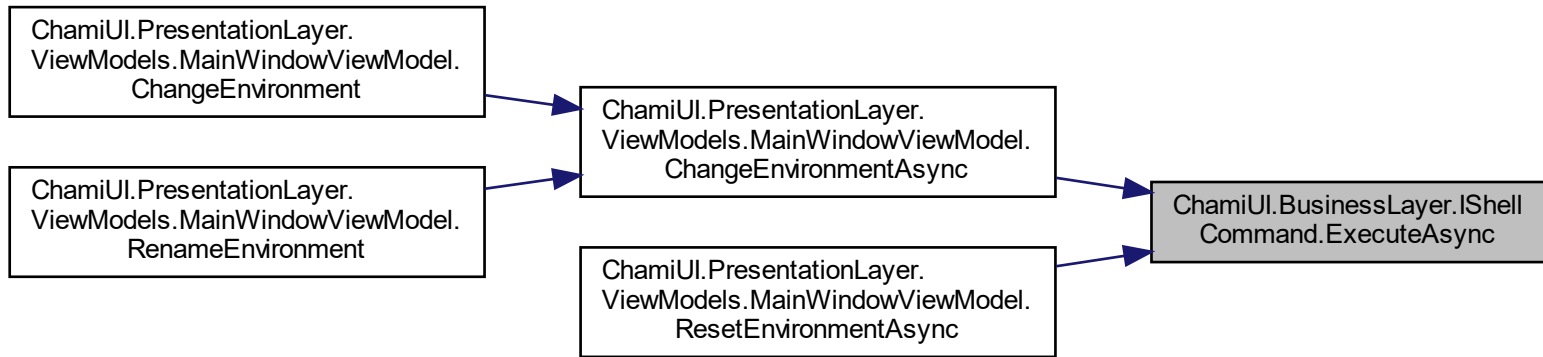 ChamiUI.PresentationLayer.
ViewModels.MainWindowViewModel.
ChangeEnvironment
ChamiUI.PresentationLayer.
ViewModels.MainWindowViewModel.
RenameEnvironment
ChamiUI.PresentationLayer.
ViewModels.MainWindowViewModel.
ChangeEnvironmentAsync
ChamiUI.PresentationLayer.
ViewModels.MainWindowViewModel.
ResetEnvironmentAsync
ChamiUI.BusinessLayer.IShell
Command.ExecuteAsync